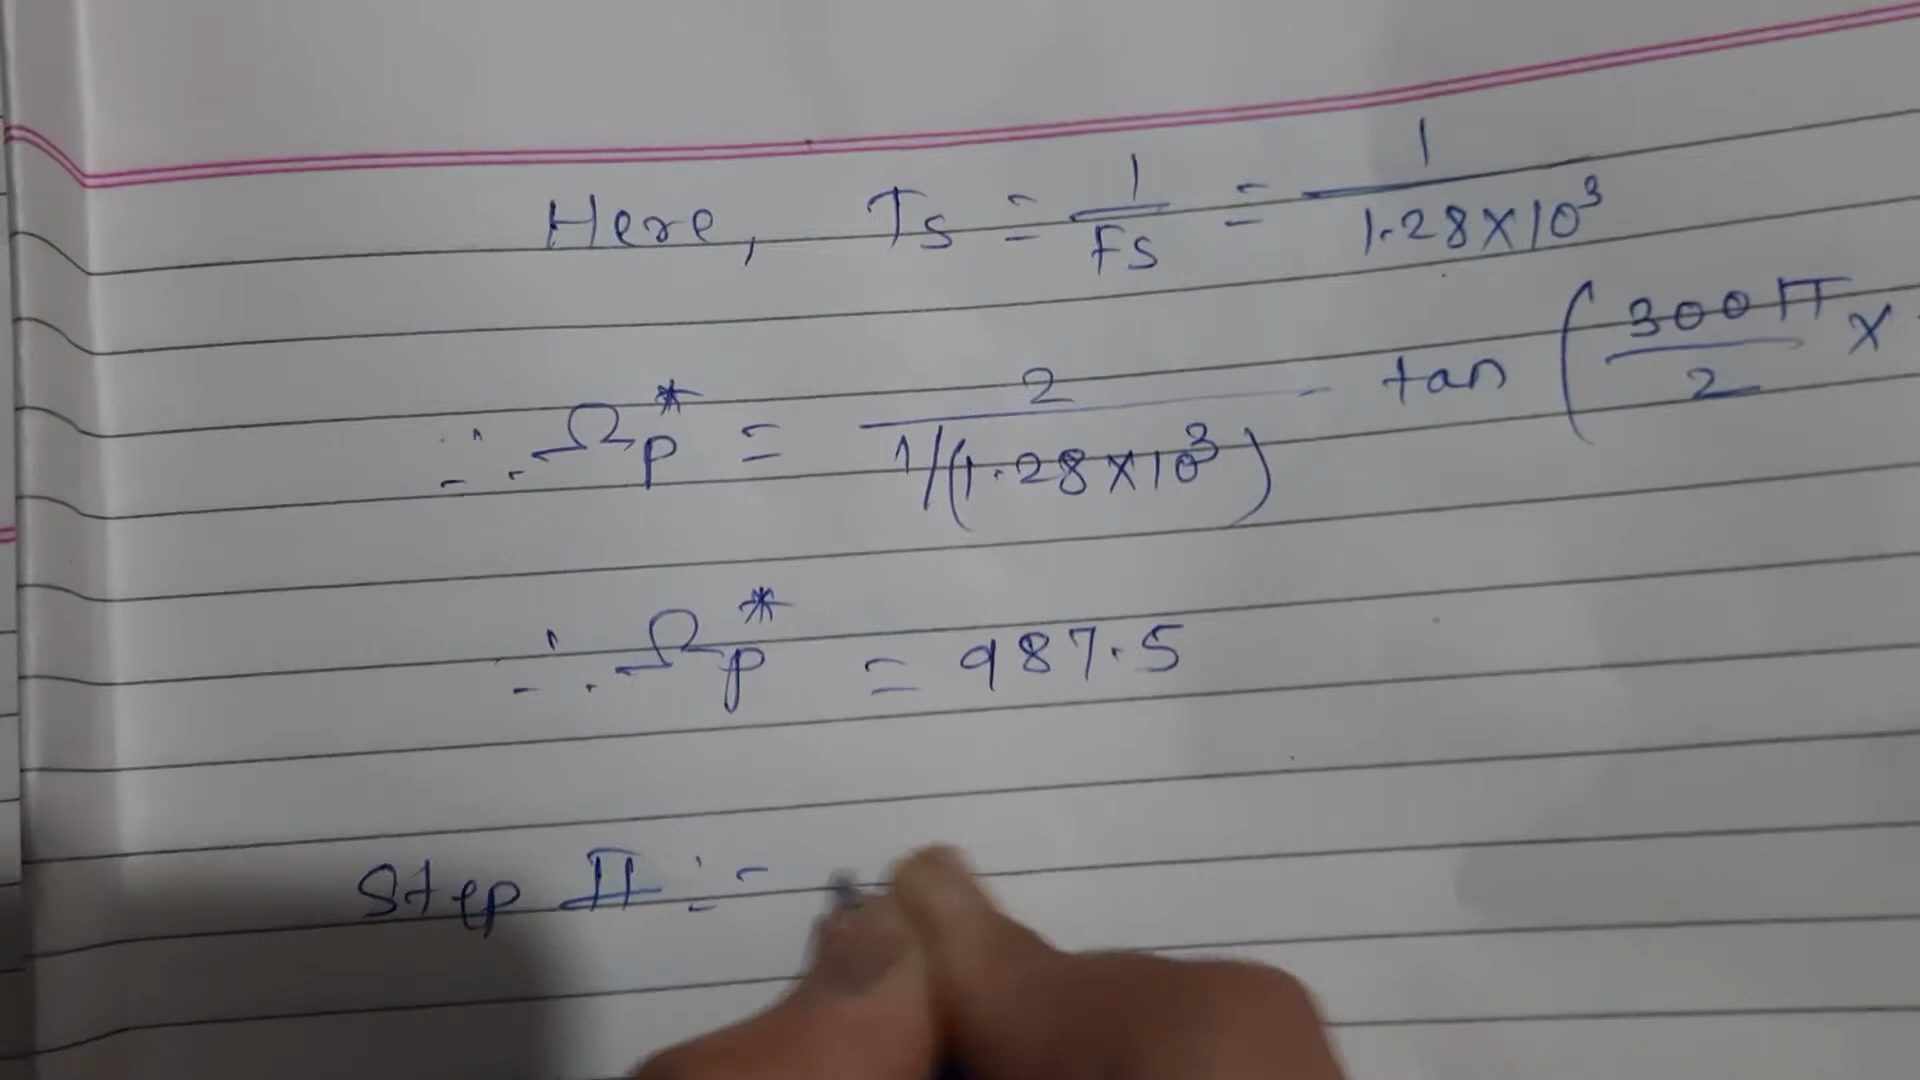 Here, Ts = 1/Fs = 1/1.28×10³
∴ Ωp* = 2/1/(1.28×10³) tan (300π/2 ×
∴ Ωp* = 987.5
Step II :-